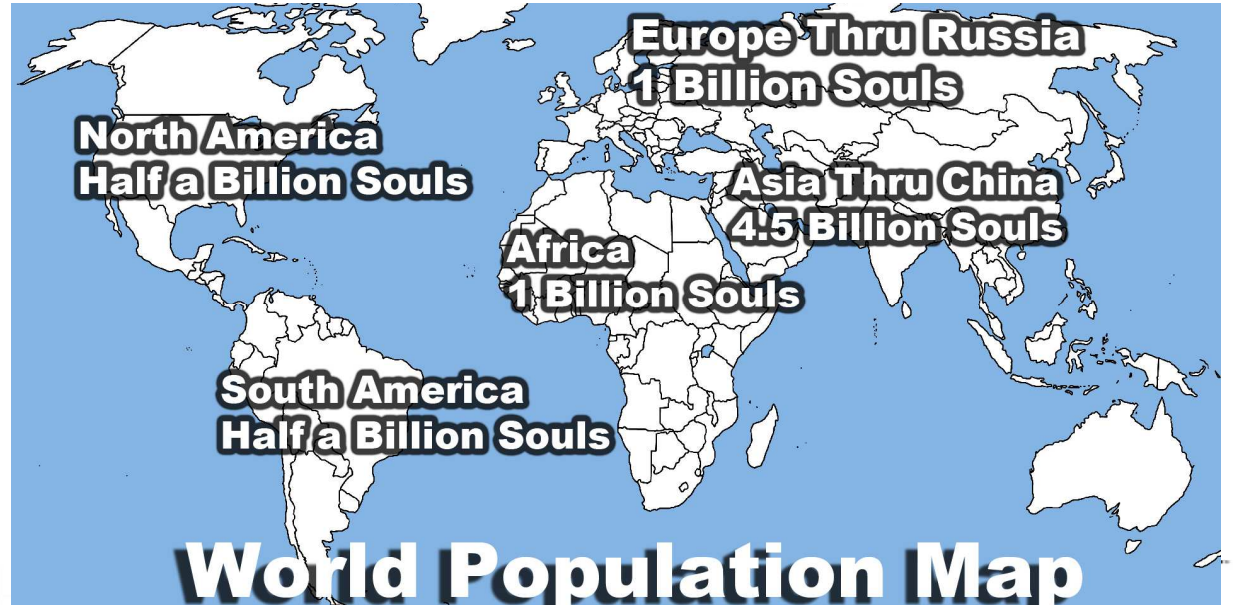 Europe Thru Russia
1 Billion Souls
North America
Half a Billion Souls
Asia Thru China
4.5 Billion Souls
Africa
1 Billion Souls
South America
Half a Billion Souls
World Population Map